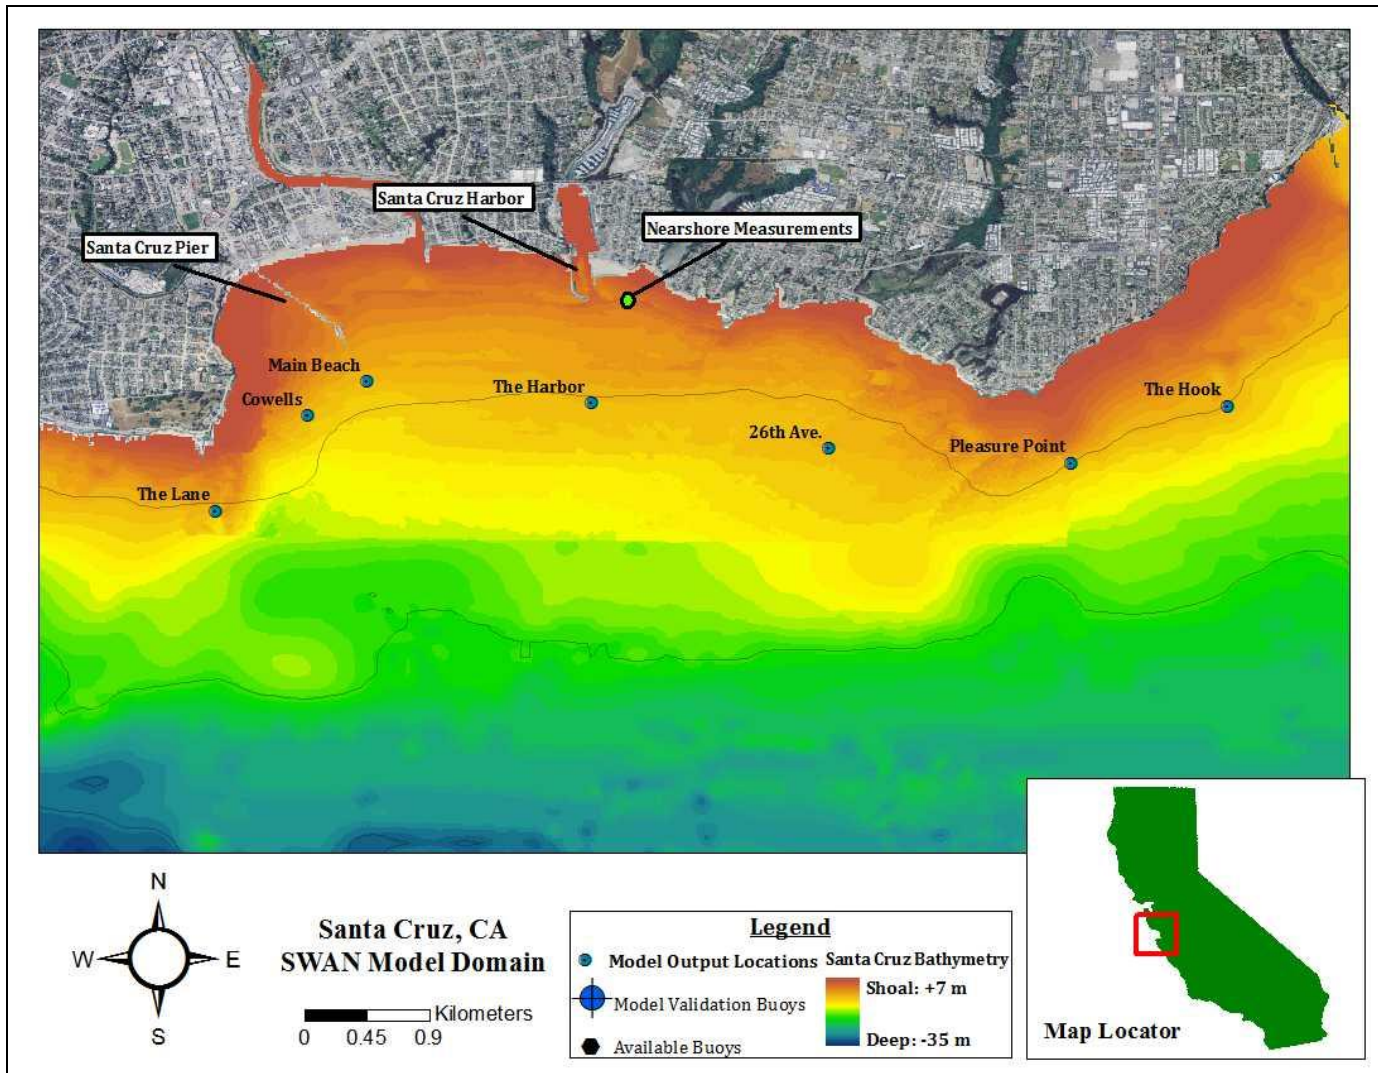 Santa Cruz Harbor
Santa Cruz Pier
Nearshore Measurements
Main Beach
Cowells
The Harbor
The Hook
26th Ave.
Pleasure Point
The Lane
N
W
E
S
Santa Cruz, CA
SWAN Model Domain
Kilometers
0 0.45 0.9
Legend
Model Output Locations
Model Validation Buoys
Available Buoys
Santa Cruz Bathymetry
Shoal: +7 m
Deep: -35 m
Map Locator